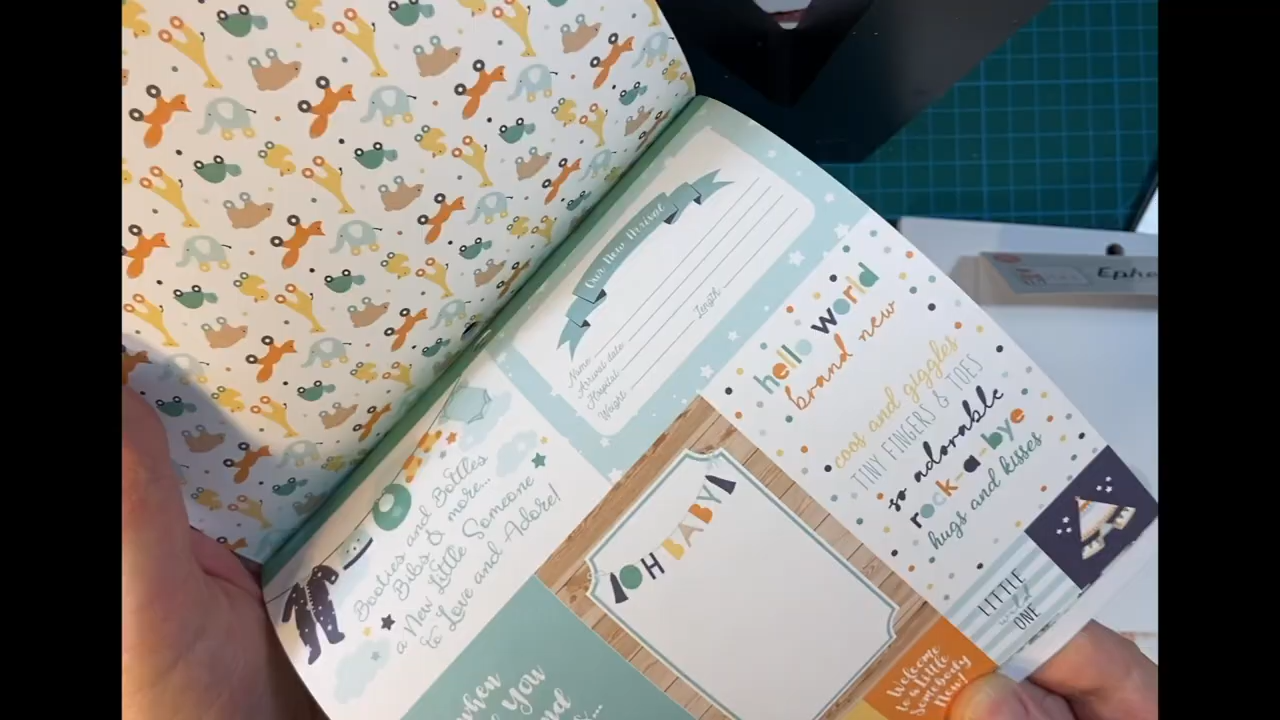 Our New Arrival
Name
Arrival date
Hospital
Weight
Length
hello world
brand new
coos and giggles
TINY FINGERS & TOES
so adorable
rock-a-bye
hugs and kisses
Booties and Bottles
Bibs & more...
a New Little Someone
to Love and Adore!
OH BABY
LITTLE
ONE
Welcome
to a Little
Somebody
New!
when
You